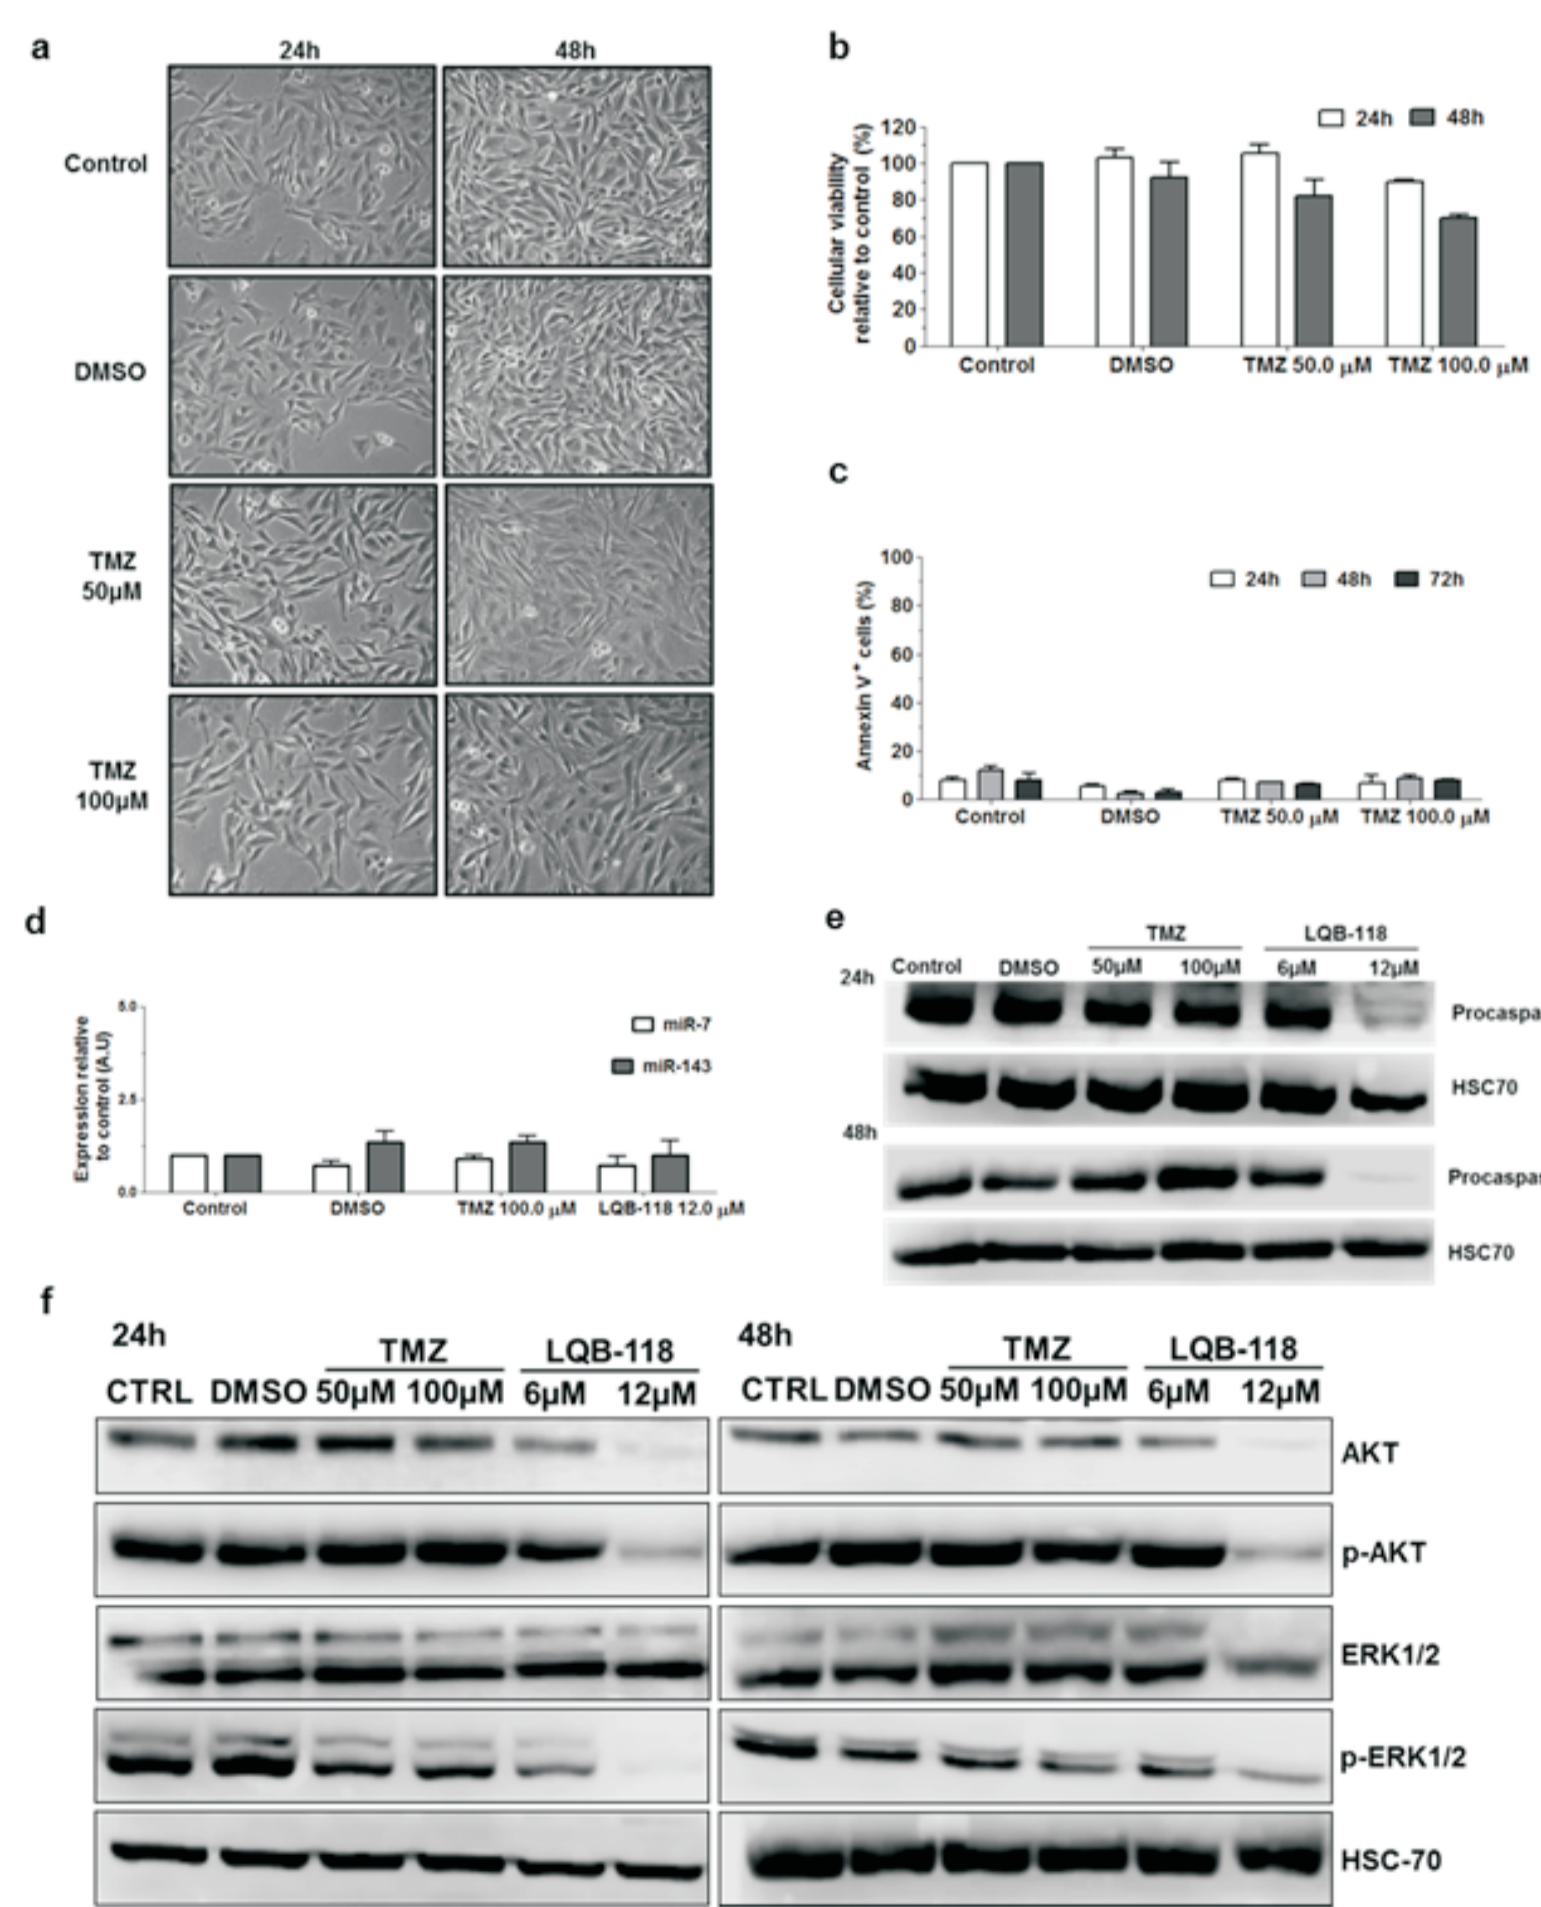 a
24h 48h
Control
DMSO
TMZ
50µM
TMZ
100µM
b
24h 48h
Cellular viability
relative to control (%)
120
100
80
60
40
20
0
Control DMSO TMZ 50.0 µM TMZ 100.0 µM
c
24h 48h 72h
Annexin V+ cells (%)
100
80
60
40
20
0
Control DMSO TMZ 50.0 µM TMZ 100.0 µM
d
miR-7
miR-143
Expression relative
to control (A.U)
5.0
2.5
0.0
Control DMSO TMZ 100.0 µM LQB-118 12.0 µM
e
TMZ LQB-118
24h Control DMSO 50µM 100µM 6µM 12µM
Procaspa
HSC70
48h
Procaspas
HSC70
f
24h TMZ LQB-118
CTRL DMSO 50µM 100µM 6µM 12µM
48h TMZ LQB-118
CTRL DMSO 50µM 100µM 6µM 12µM
AKT
p-AKT
ERK1/2
p-ERK1/2
HSC-70